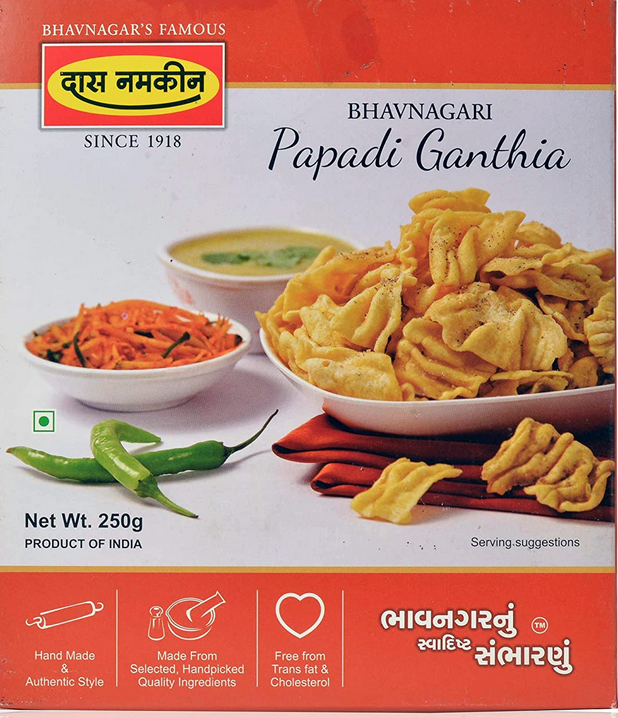 BHAVNAGAR'S FAMOUS
दास नमकीन
SINCE 1918
BHAVNAGARI
Papadi Ganthia
Net Wt. 250g
PRODUCT OF INDIA
Serving suggestions
Hand Made
&
Authentic Style
Made From
Selected, Handpicked
Quality Ingredients
Free from
Trans fat &
Cholesterol
ભાવનગરનું
સ્વાદિષ્ટ
સંભારણું
TM